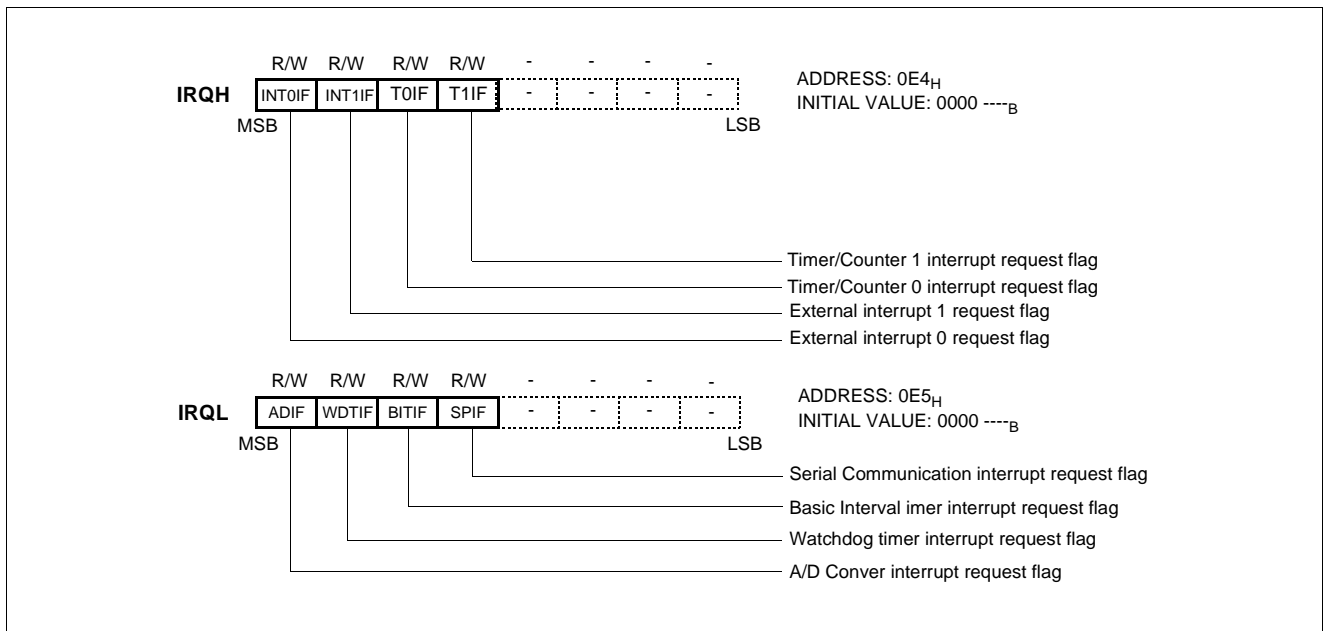 R/W R/W R/W R/W - - - -
IRQH INT0IF INT1IF T0IF T1IF - - - -
MSB LSB
ADDRESS: 0E4H
INITIAL VALUE: 0000 ----B
Timer/Counter 1 interrupt request flag
Timer/Counter 0 interrupt request flag
External interrupt 1 request flag
External interrupt 0 request flag
R/W R/W R/W R/W - - - -
IRQL ADIF WDTIF BITIF SPIF - - - -
MSB LSB
ADDRESS: 0E5H
INITIAL VALUE: 0000 ----B
Serial Communication interrupt request flag
Basic Interval imer interrupt request flag
Watchdog timer interrupt request flag
A/D Conver interrupt request flag